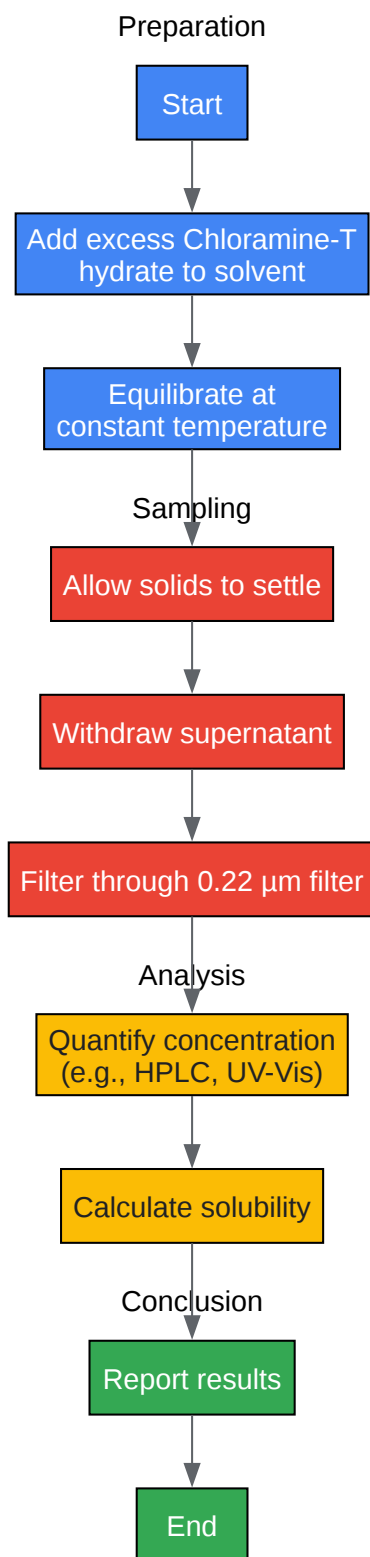 Preparation
Start
Add excess Chloramine-T
hydrate to solvent
Equilibrate at
constant temperature
Sampling
Allow solids to settle
Withdraw supernatant
Filter through 0.22 µm filter
Analysis
Quantify concentration
(e.g., HPLC, UV-Vis)
Calculate solubility
Conclusion
Report results
End